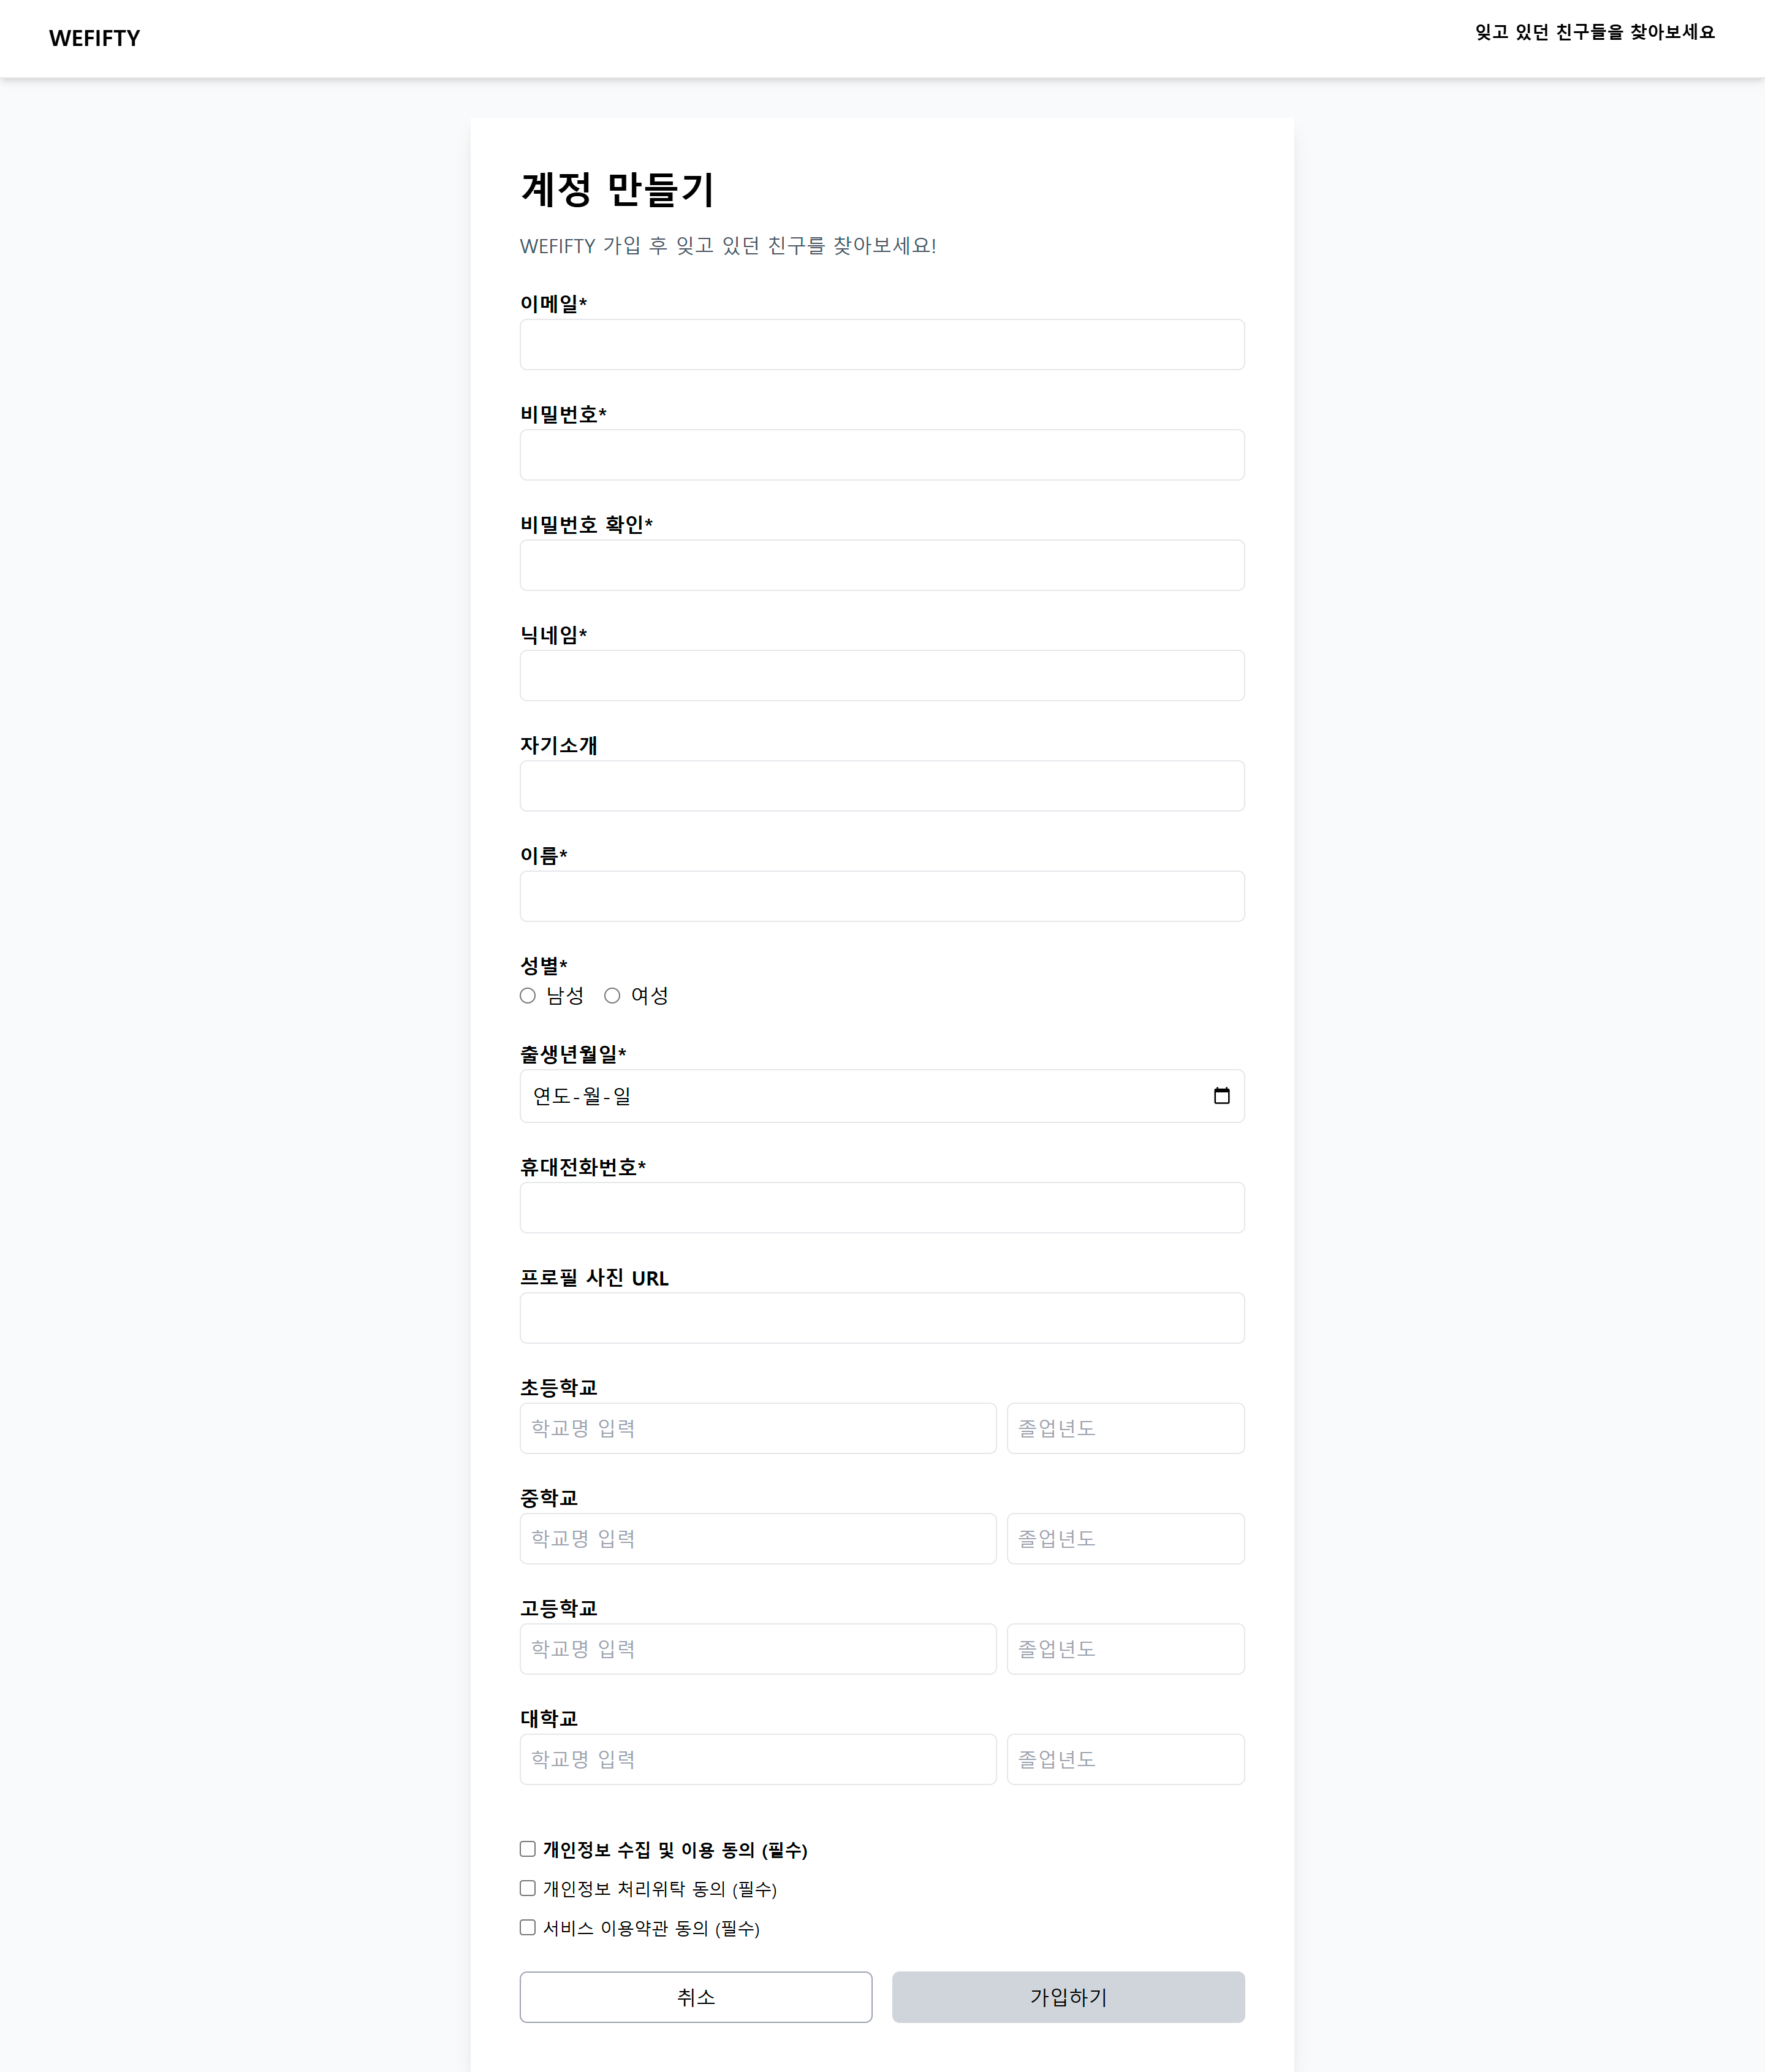 WEFIFTY
잊고 있던 친구들을 찾아보세요
계정 만들기
WEFIFTY 가입 후 잊고 있던 친구를 찾아보세요!
이메일*
비밀번호*
비밀번호 확인*
닉네임*
자기소개
이름*
성별*
남성 여성
출생년월일*
연도-월-일
휴대전화번호*
프로필 사진 URL
초등학교
학교명 입력 졸업년도
중학교
학교명 입력 졸업년도
고등학교
학교명 입력 졸업년도
대학교
학교명 입력 졸업년도
개인정보 수집 및 이용 동의 (필수)
개인정보 처리위탁 동의 (필수)
서비스 이용약관 동의 (필수)
취소 가입하기